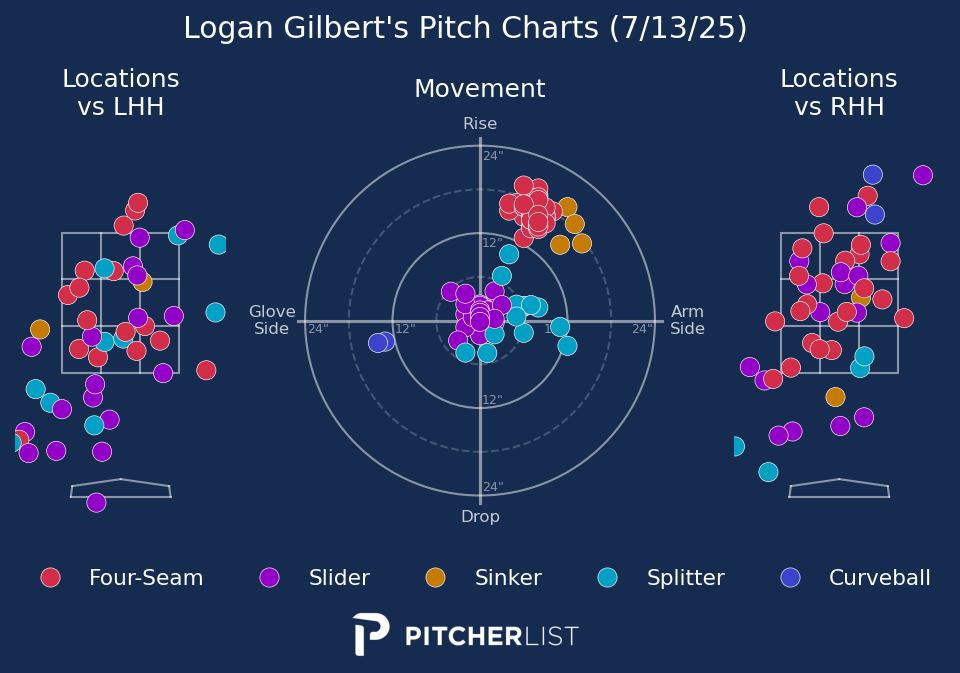 Logan Gilbert's Pitch Charts (7/13/25)
Locations
vs LHH
Movement
Locations
vs RHH
Rise
24"
12"
Glove
Side
24"
12"
24"
Arm
Side
12"
24"
Drop
Four-Seam
Slider
Sinker
Splitter
Curveball
PITCHERLIST